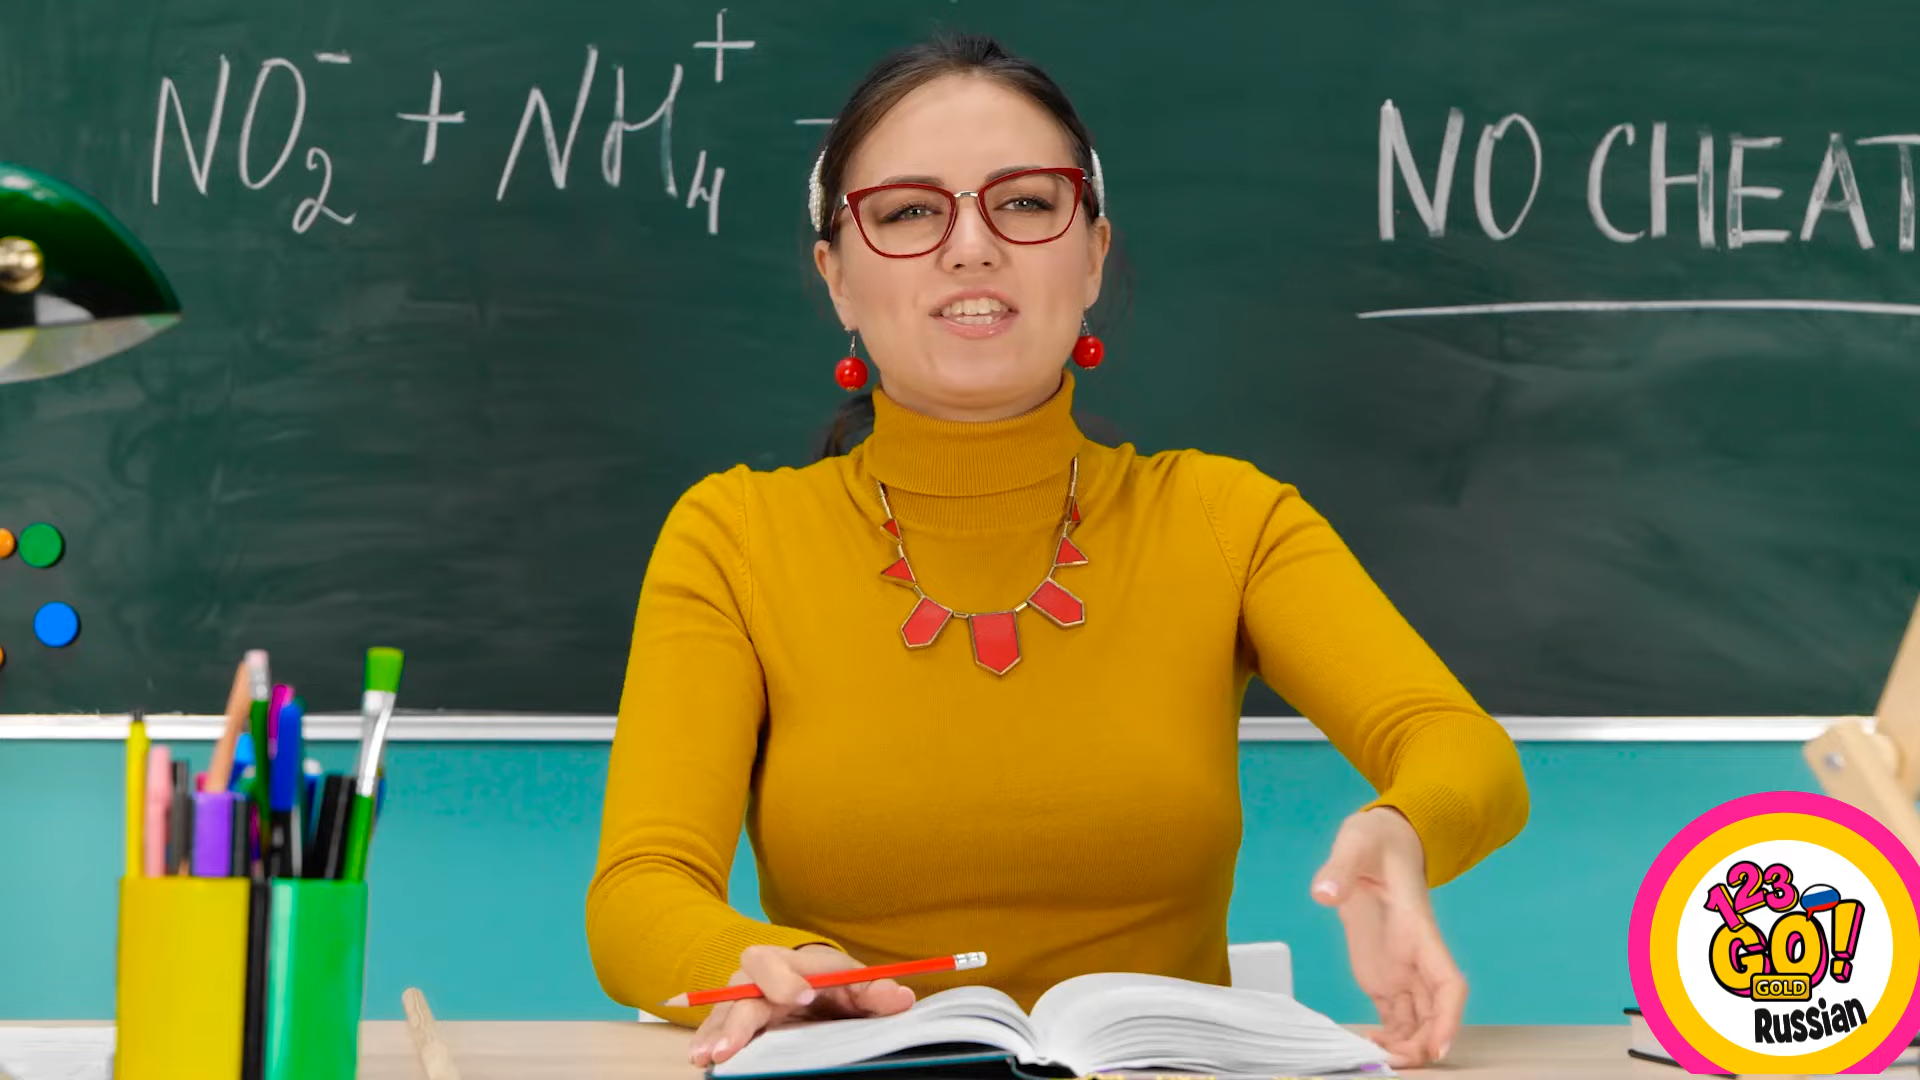 NO₂⁻ + NH₄⁺ -
NO CHEAT
123
GO!
GOLD
Russian